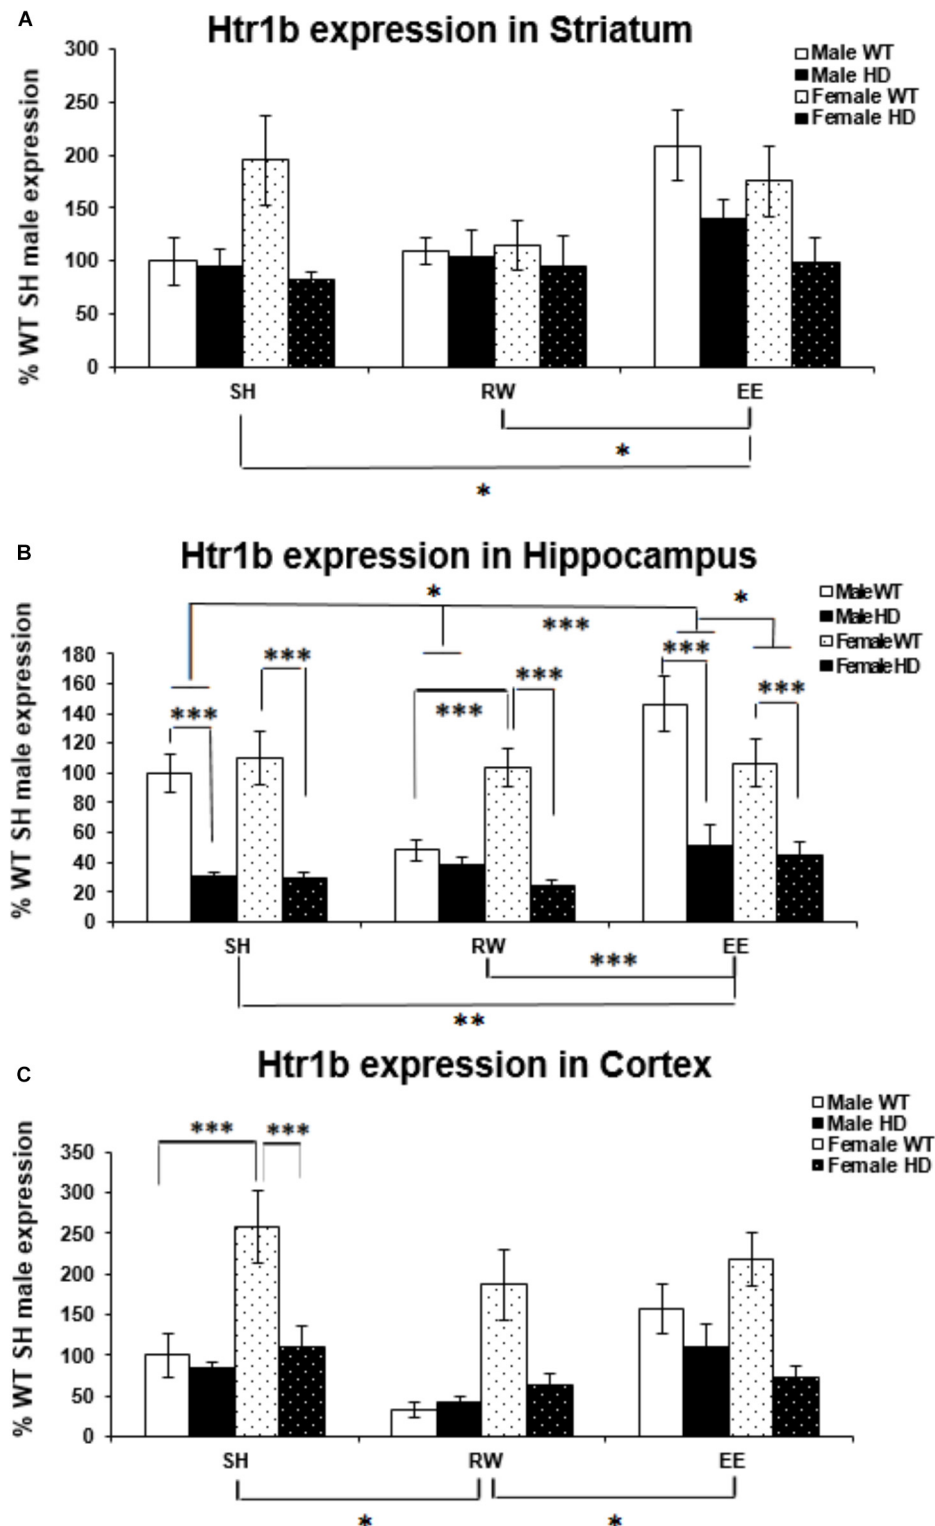 A
Htr1b expression in Striatum
% WT SH male expression
300
250
200
150
100
50
0
Male WT
Male HD
Female WT
Female HD
SH RW EE
*
*
B
Htr1b expression in Hippocampus
% WT SH male expression
180
160
140
120
100
80
60
40
20
0
Male WT
Male HD
Female WT
Female HD
*
*
***
***
***
***
***
***
***
SH RW EE
***
**
C
Htr1b expression in Cortex
% WT SH male expression
350
300
250
200
150
100
50
0
Male WT
Male HD
Female WT
Female HD
*** ***
SH RW EE
* *